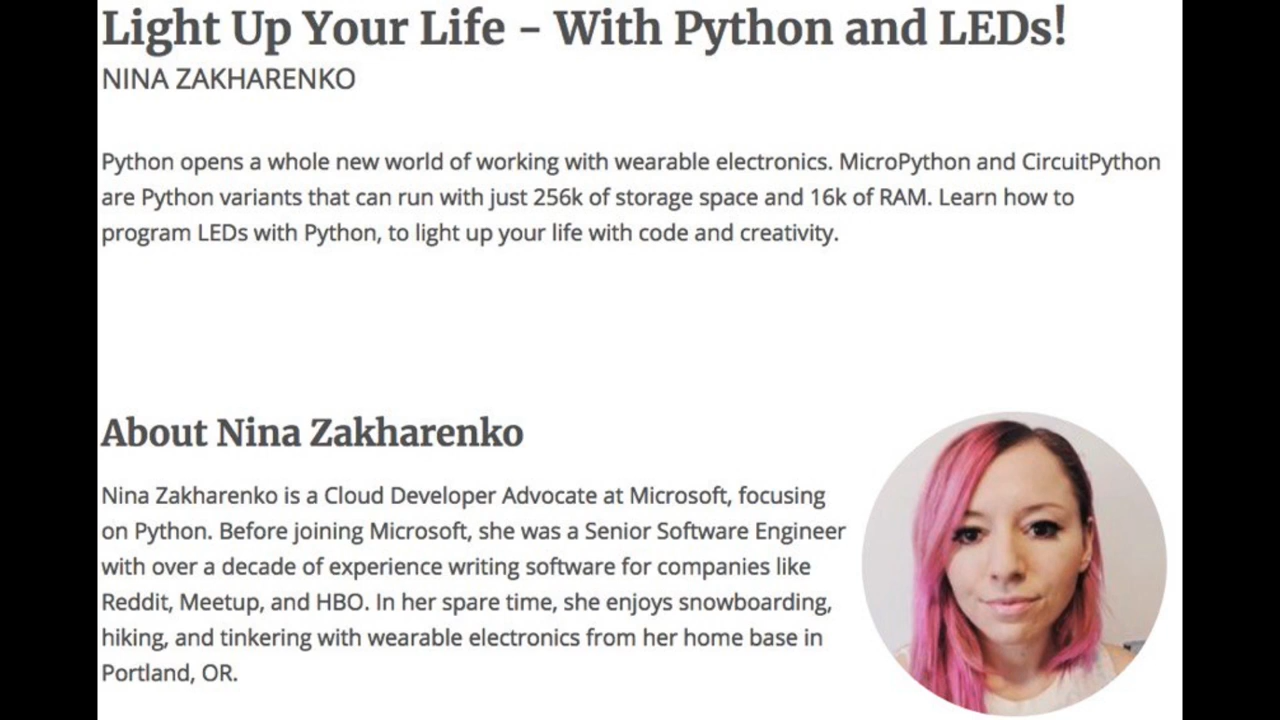 Light Up Your Life - With Python and LEDs!
NINA ZAKHARENKO
Python opens a whole new world of working with wearable electronics. MicroPython and CircuitPython
are Python variants that can run with just 256k of storage space and 16k of RAM. Learn how to
program LEDs with Python, to light up your life with code and creativity.
About Nina Zakharenko
Nina Zakharenko is a Cloud Developer Advocate at Microsoft, focusing
on Python. Before joining Microsoft, she was a Senior Software Engineer
with over a decade of experience writing software for companies like
Reddit, Meetup, and HBO. In her spare time, she enjoys snowboarding,
hiking, and tinkering with wearable electronics from her home base in
Portland, OR.